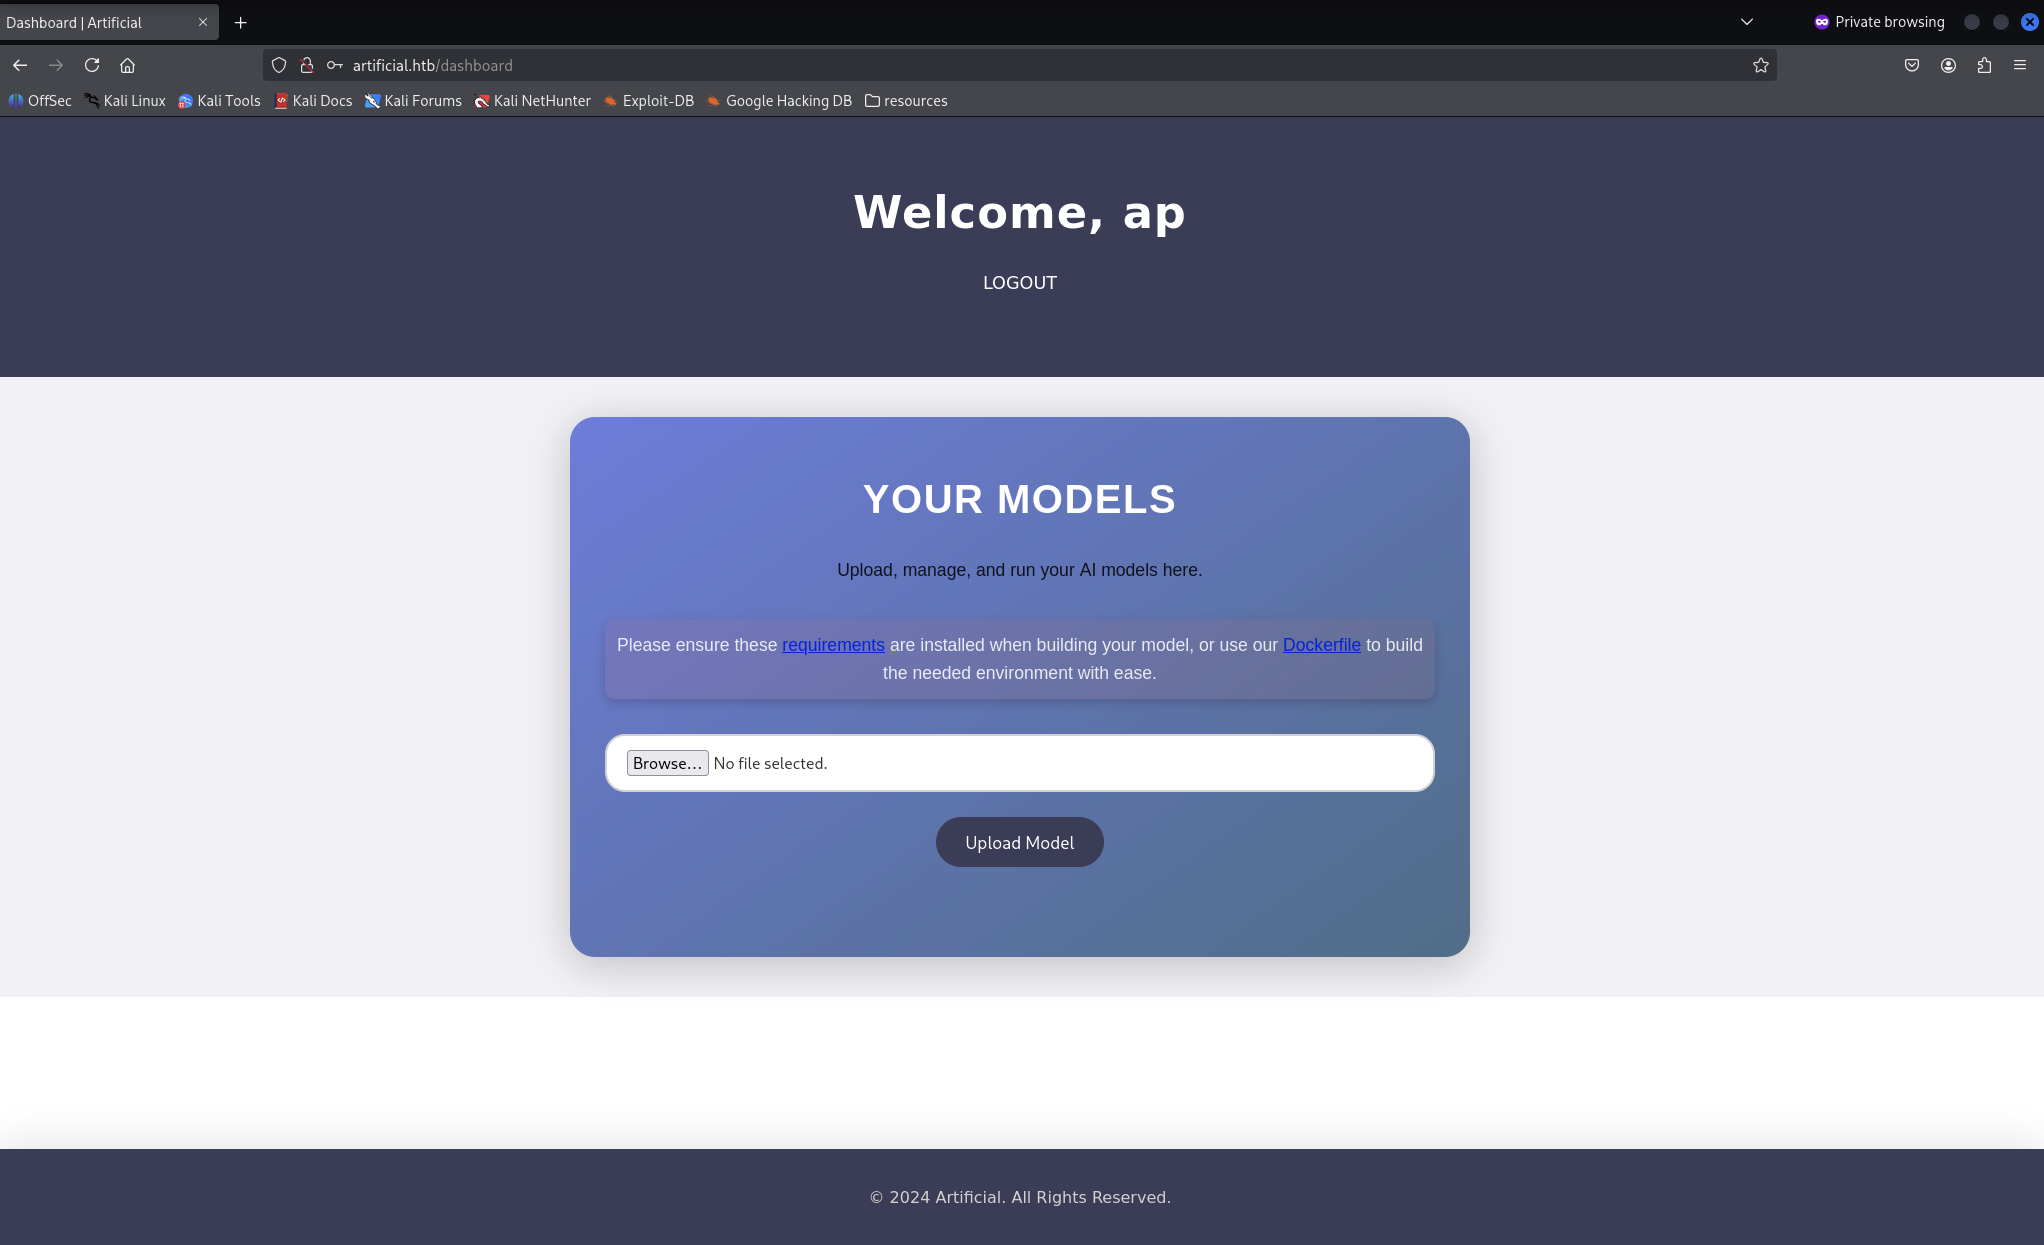 Dashboard | Artificial
Private browsing
artificial.htb/dashboard
OffSec Kali Linux Kali Tools Kali Docs Kali Forums Kali NetHunter Exploit-DB Google Hacking DB resources
Welcome, ap
LOGOUT
YOUR MODELS
Upload, manage, and run your AI models here.
Please ensure these requirements are installed when building your model, or use our Dockerfile to build
the needed environment with ease.
Browse... No file selected.
Upload Model
© 2024 Artificial. All Rights Reserved.